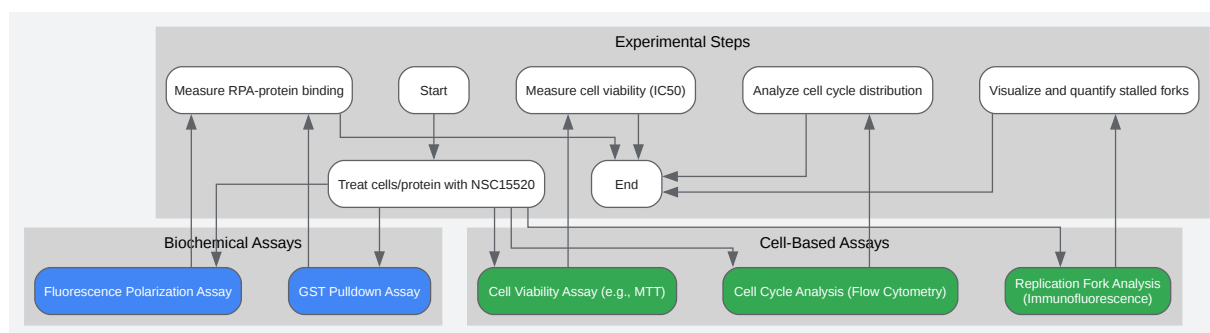 Experimental Steps
Measure RPA-protein binding
Start
Measure cell viability (IC50)
Analyze cell cycle distribution
Visualize and quantify stalled forks
Treat cells/protein with NSC15520
End
Biochemical Assays
Cell-Based Assays
Fluorescence Polarization Assay
GST Pulldown Assay
Cell Viability Assay (e.g., MTT)
Cell Cycle Analysis (Flow Cytometry)
Replication Fork Analysis
(Immunofluorescence)